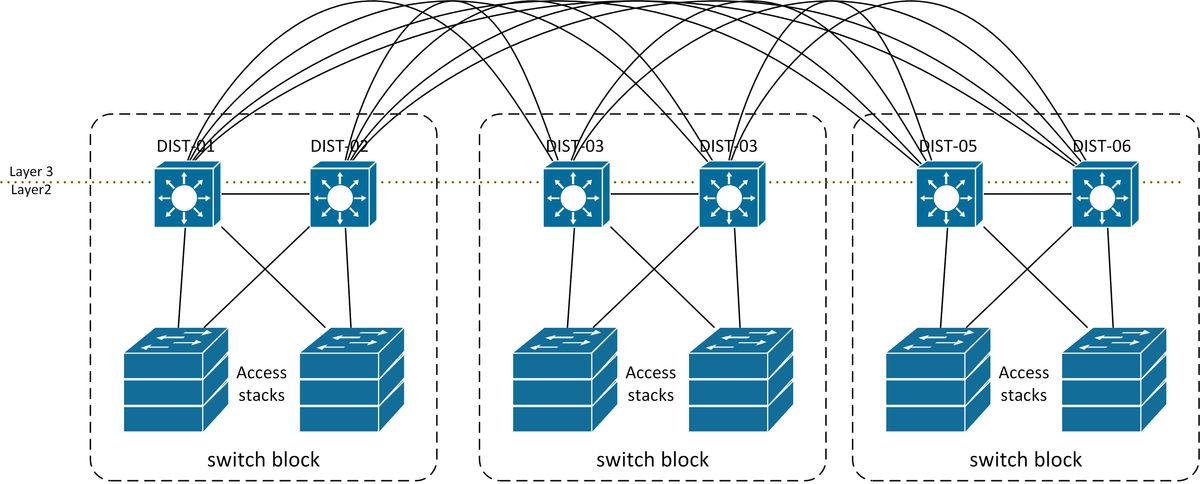 DIST-01
DIST-02
DIST-03
DIST-03
DIST-05
DIST-06
Layer 3
Layer2
Access
stacks
Access
stacks
Access
stacks
switch block
switch block
switch block